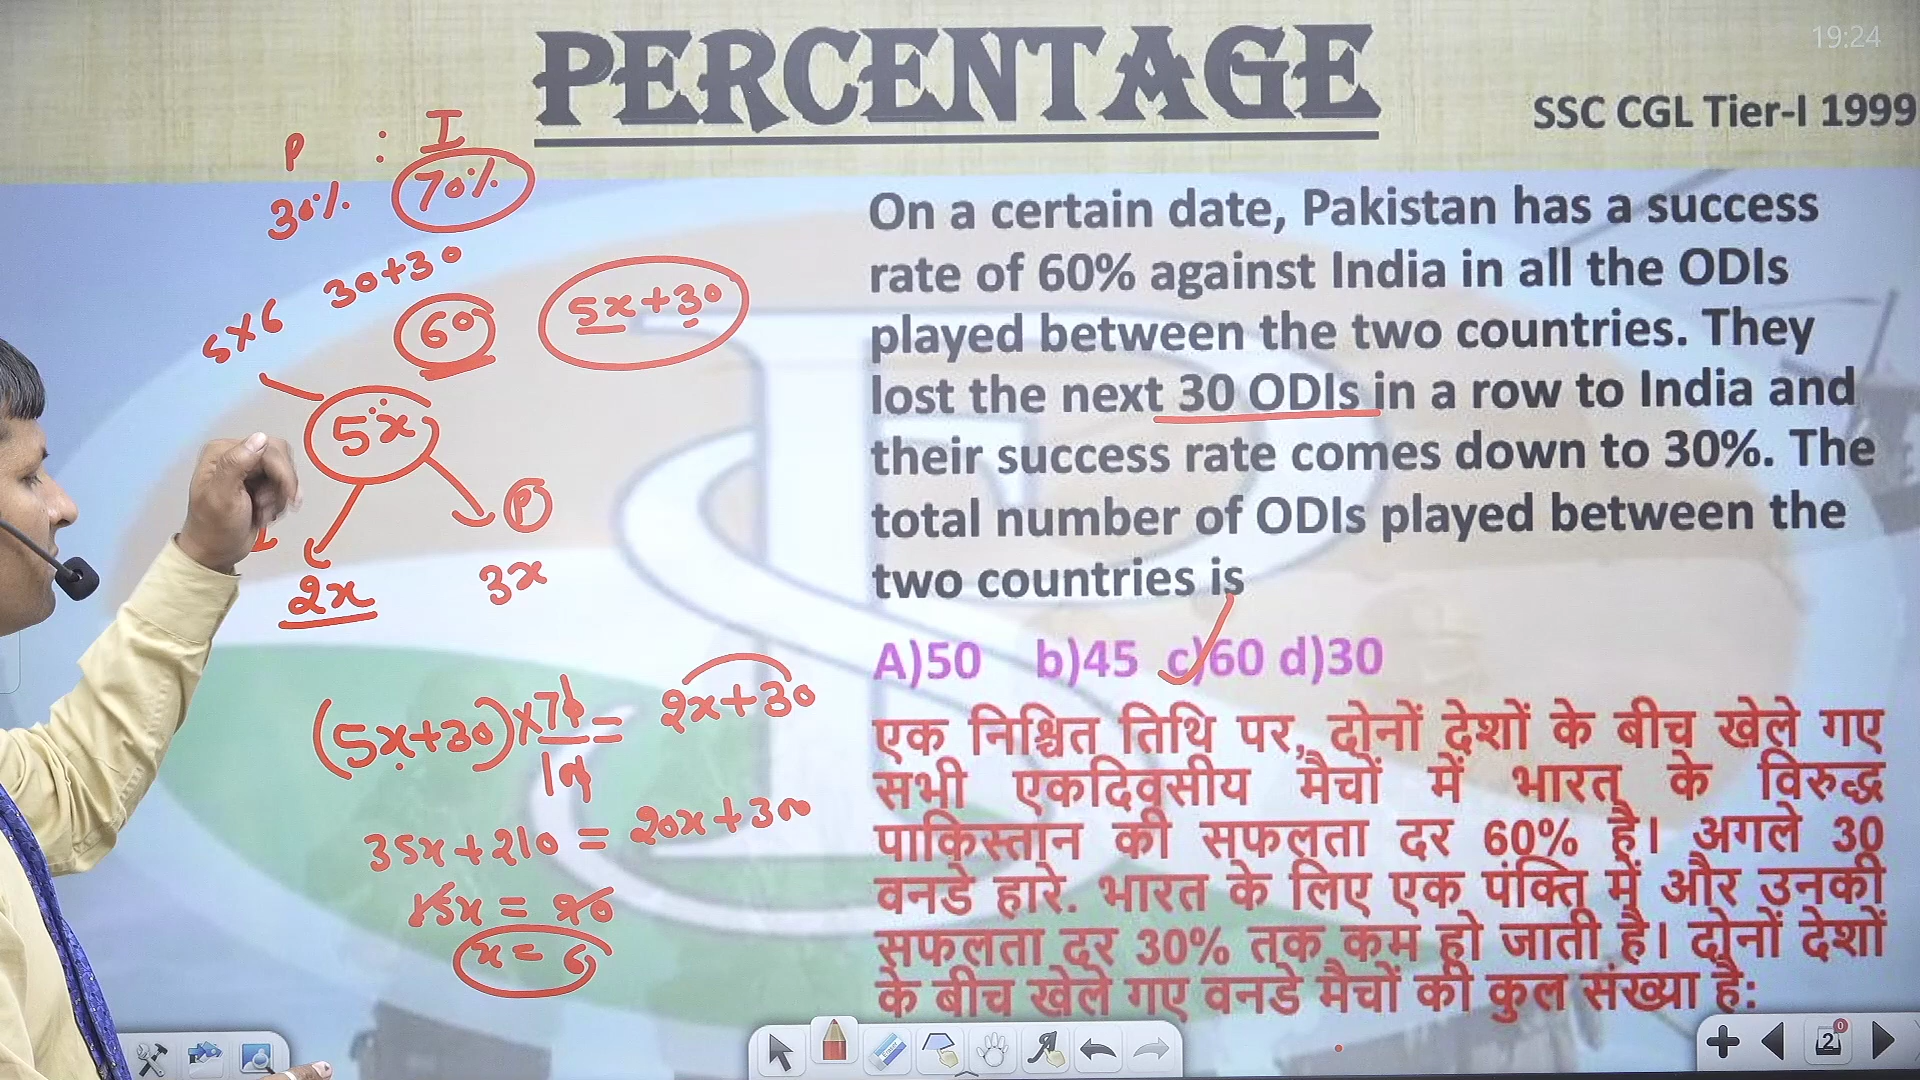 PERCENTAGE
19:24
SSC CGL Tier-I 1999
P : I
30% 70%
5x6 30+30
60 5x+30
5x
P
2x 3x
(5x+30)×70/100 = 2x+30
35x+210 = 20x+300
15x = 90
x = 6
On a certain date, Pakistan has a success
rate of 60% against India in all the ODIs
played between the two countries. They
lost the next 30 ODIs in a row to India and
their success rate comes down to 30%. The
total number of ODIs played between the
two countries is
A)50 b)45 c)60 d)30
एक निश्चित तिथि पर, दोनों देशों के बीच खेले गए
सभी एकदिवसीय मैचों में भारत के विरुद्ध
पाकिस्तान की सफलता दर 60% है। अगले 30
वनडे हारे. भारत के लिए एक पंक्ति में और उनकी
सफलता दर 30% तक कम हो जाती है। दोनों देशों
के बीच खेले गए वनडे मैचों की कुल संख्या है:
2
0